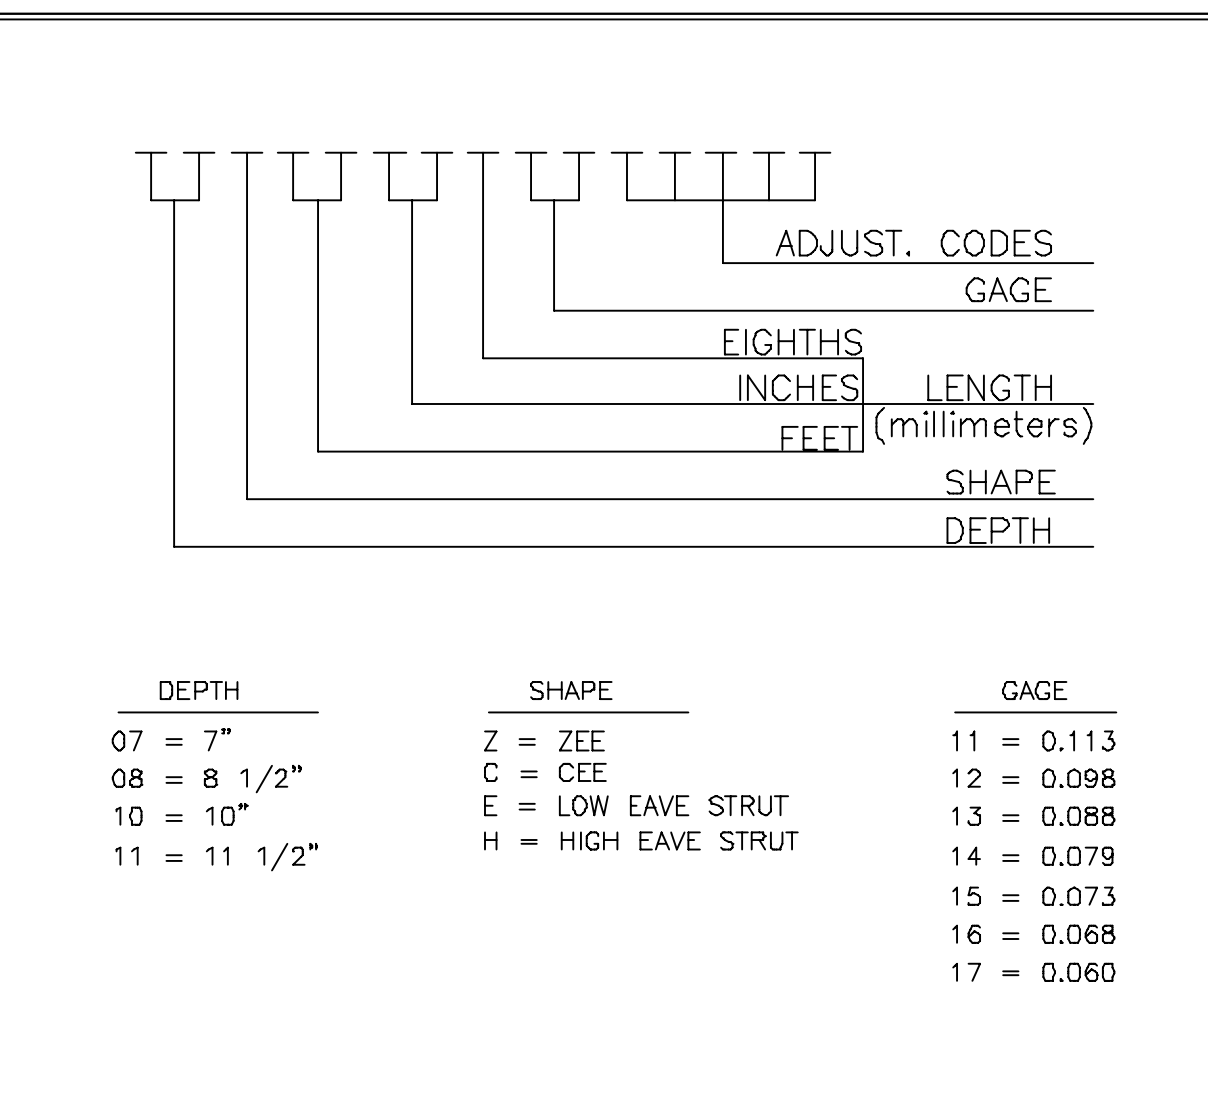 ADJUST. CODES
GAGE
EIGHTHS
INCHES LENGTH
(millimeters)
FEET
SHAPE
DEPTH
DEPTH
07 = 7"
08 = 8 1/2"
10 = 10"
11 = 11 1/2"
SHAPE
Z = ZEE
C = CEE
E = LOW EAVE STRUT
H = HIGH EAVE STRUT
GAGE
11 = 0.113
12 = 0.098
13 = 0.088
14 = 0.079
15 = 0.073
16 = 0.068
17 = 0.060